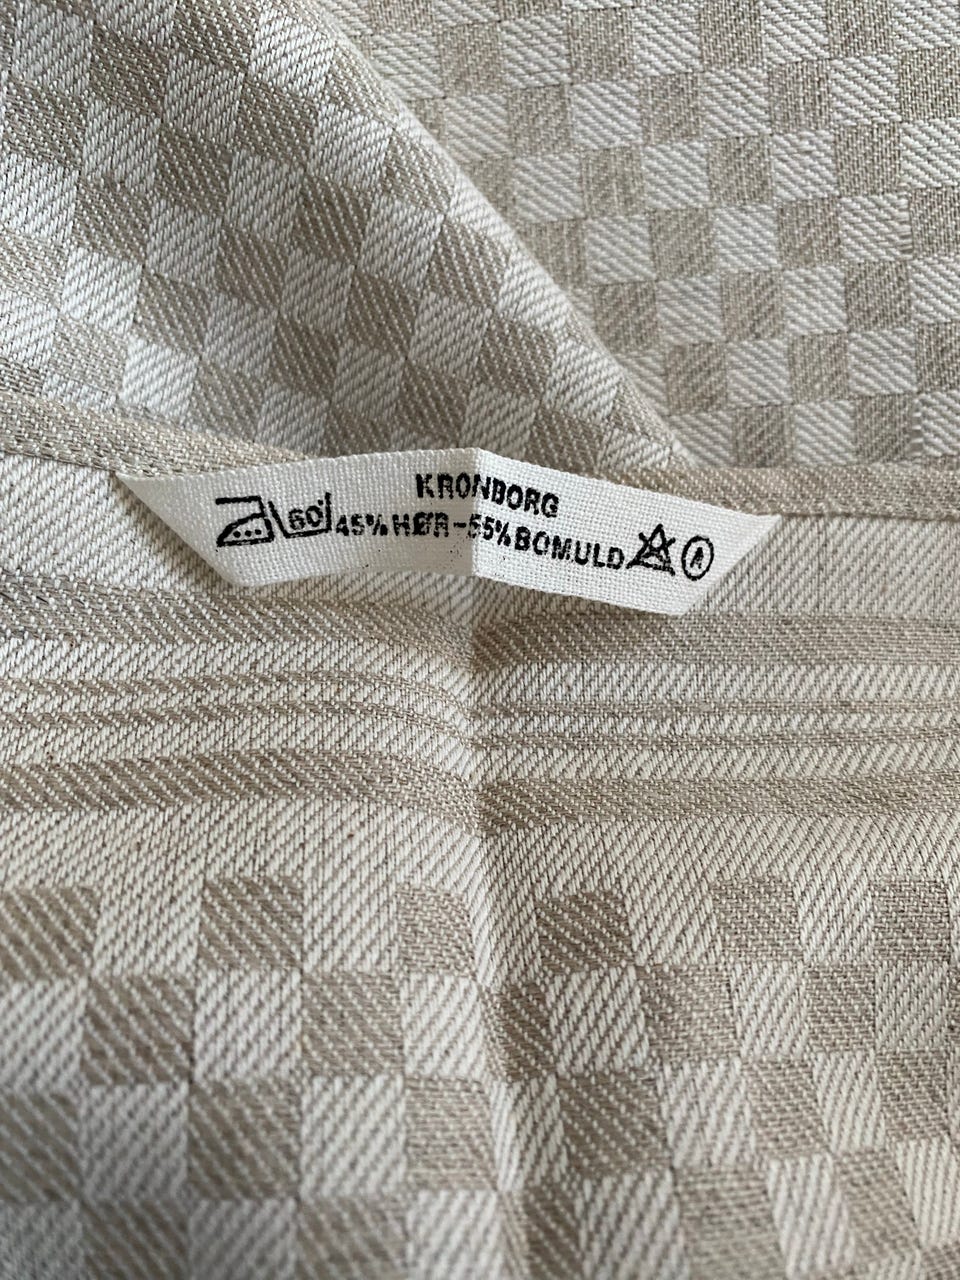 KRONBORG
60° 45% HØR-55% BOMULD A